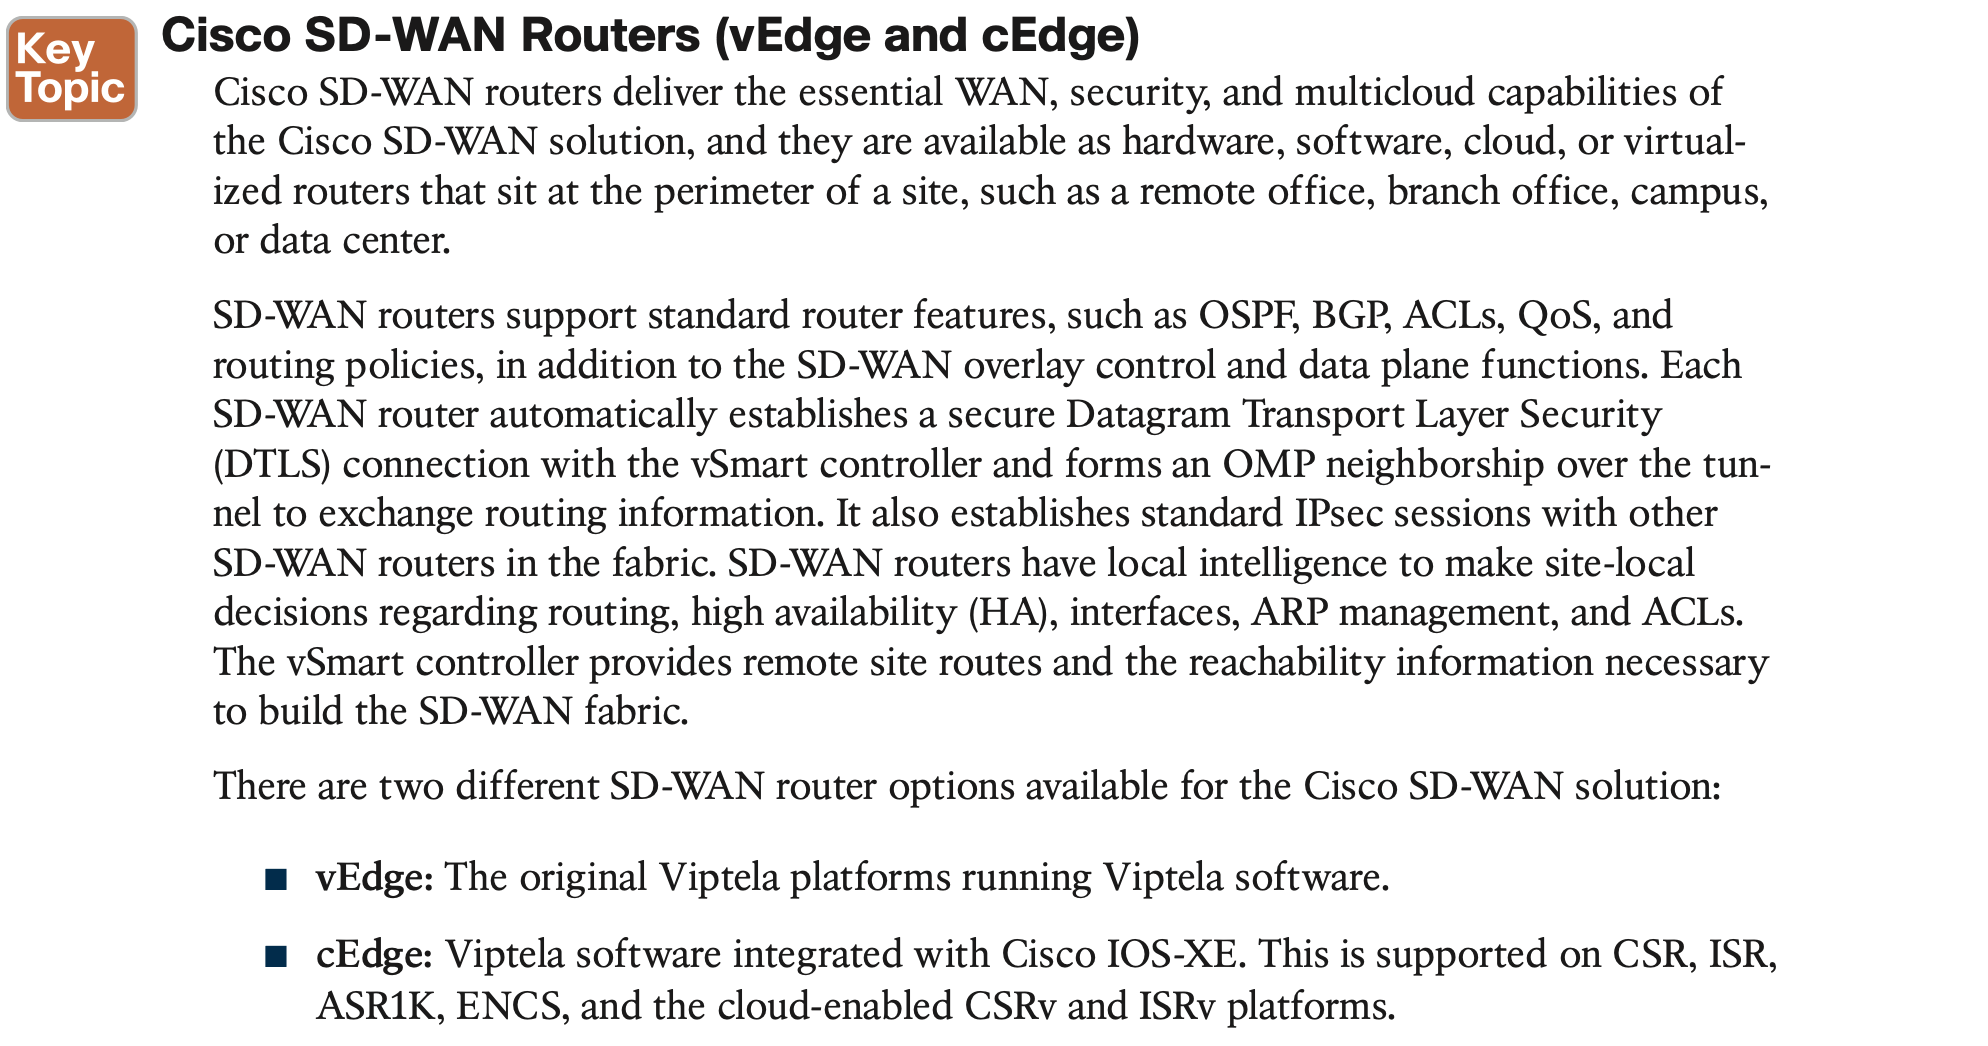 Key
Topic
Cisco SD-WAN Routers (vEdge and cEdge)
Cisco SD-WAN routers deliver the essential WAN, security, and multicloud capabilities of
the Cisco SD-WAN solution, and they are available as hardware, software, cloud, or virtual-
ized routers that sit at the perimeter of a site, such as a remote office, branch office, campus,
or data center.
SD-WAN routers support standard router features, such as OSPF, BGP, ACLs, QoS, and
routing policies, in addition to the SD-WAN overlay control and data plane functions. Each
SD-WAN router automatically establishes a secure Datagram Transport Layer Security
(DTLS) connection with the vSmart controller and forms an OMP neighborship over the tun-
nel to exchange routing information. It also establishes standard IPsec sessions with other
SD-WAN routers in the fabric. SD-WAN routers have local intelligence to make site-local
decisions regarding routing, high availability (HA), interfaces, ARP management, and ACLs.
The vSmart controller provides remote site routes and the reachability information necessary
to build the SD-WAN fabric.
There are two different SD-WAN router options available for the Cisco SD-WAN solution:
■ vEdge: The original Viptela platforms running Viptela software.
■ cEdge: Viptela software integrated with Cisco IOS-XE. This is supported on CSR, ISR,
ASR1K, ENCS, and the cloud-enabled CSRv and ISRv platforms.